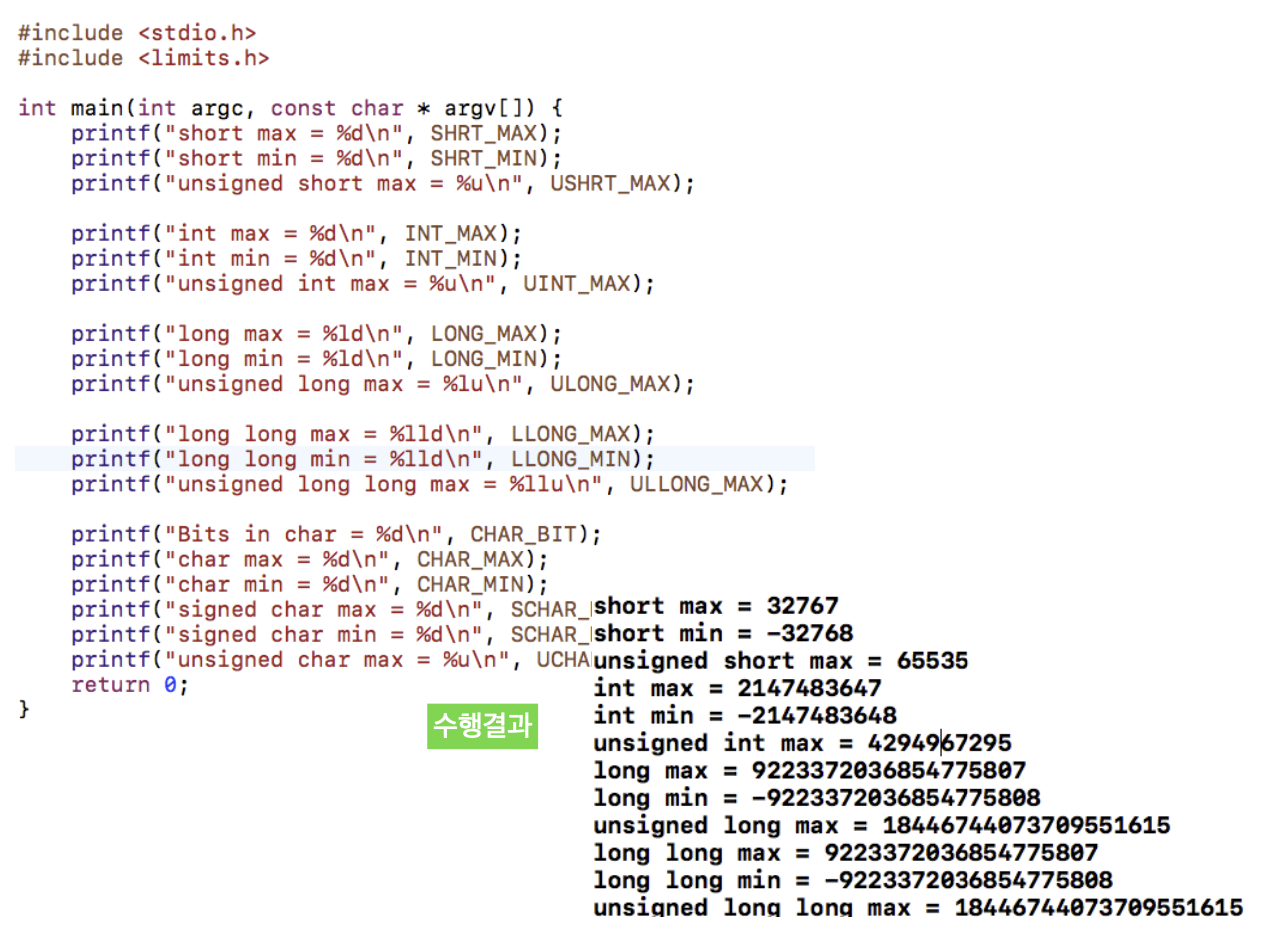 #include <stdio.h>
#include <limits.h>
int main(int argc, const char * argv[]) {
printf("short max = %d\n", SHRT_MAX);
printf("short min = %d\n", SHRT_MIN);
printf("unsigned short max = %u\n", USHRT_MAX);
printf("int max = %d\n", INT_MAX);
printf("int min = %d\n", INT_MIN);
printf("unsigned int max = %u\n", UINT_MAX);
printf("long max = %ld\n", LONG_MAX);
printf("long min = %ld\n", LONG_MIN);
printf("unsigned long max = %lu\n", ULONG_MAX);
printf("long long max = %lld\n", LLONG_MAX);
printf("long long min = %lld\n", LLONG_MIN);
printf("unsigned long long max = %llu\n", ULLONG_MAX);
printf("Bits in char = %d\n", CHAR_BIT);
printf("char max = %d\n", CHAR_MAX);
printf("char min = %d\n", CHAR_MIN);
printf("signed char max = %d\n", SCHAR_
printf("signed char min = %d\n", SCHAR_
printf("unsigned char max = %u\n", UCHA
return 0;
}
수행결과
short max = 32767
short min = -32768
unsigned short max = 65535
int max = 2147483647
int min = -2147483648
unsigned int max = 4294967295
long max = 9223372036854775807
long min = -9223372036854775808
unsigned long max = 18446744073709551615
long long max = 9223372036854775807
long long min = -9223372036854775808
unsigned long long max = 18446744073709551615